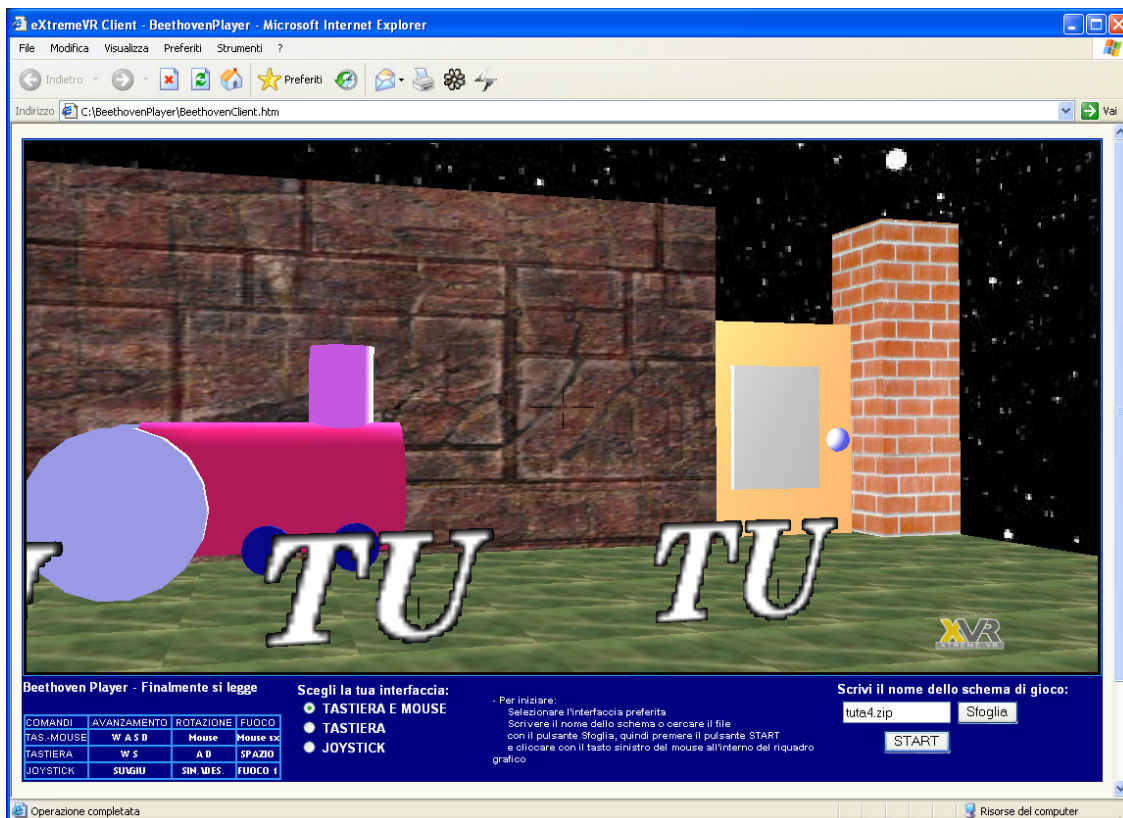 eXtremeVR Client - BeethovenPlayer - Microsoft Internet Explorer
File Modifica Visualizza Preferiti Strumenti ?
Indietro Preferiti
Indirizzo C:\BeethovenPlayer\BeethovenClient.htm Vai
TU TU
XVR
EXTREME VR
Beethoven Player - Finalmente si legge
COMANDI AVANZAMENTO ROTAZIONE FUOCO
TAS.-MOUSE W A S D Mouse Mouse sx
TASTIERA W S A D SPAZIO
JOYSTICK SU\GIU SIN.\DES. FUOCO 1
Scegli la tua interfaccia:
TASTIERA E MOUSE
TASTIERA
JOYSTICK
- Per iniziare:
Selezionare l'interfaccia preferita
Scrivere il nome dello schema o cercare il file
con il pulsante Sfoglia, quindi premere il pulsante START
e cliccare con il tasto sinistro del mouse all'interno del riquadro
grafico
Scrivi il nome dello schema di gioco:
tuta4.zip Sfoglia
START
Operazione completata Risorse del computer